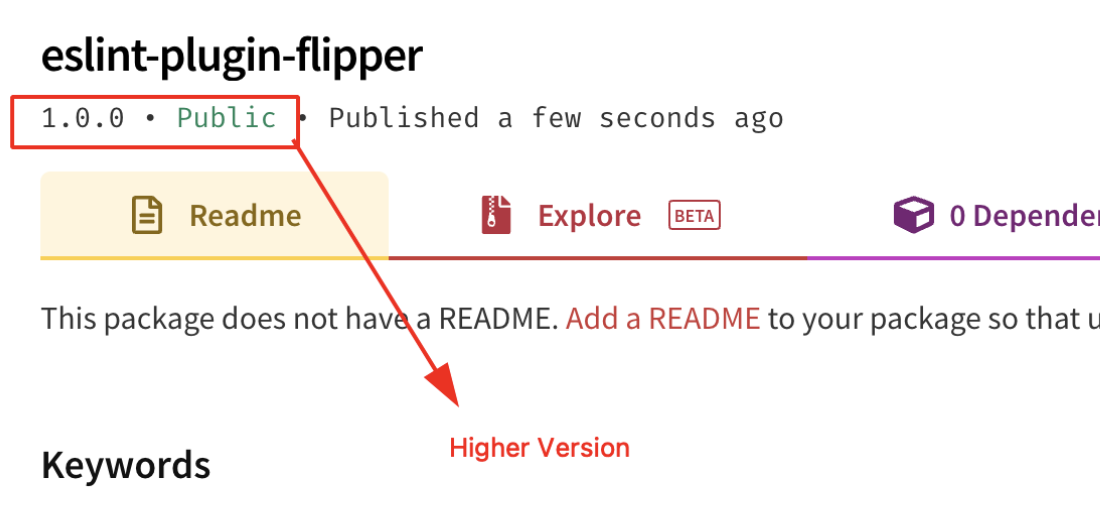 eslint-plugin-flipper
1.0.0 • Public • Published a few seconds ago
Readme Explore BETA 0
This package does not have a README. Add a README to your package so that
Higher Version
Keywords